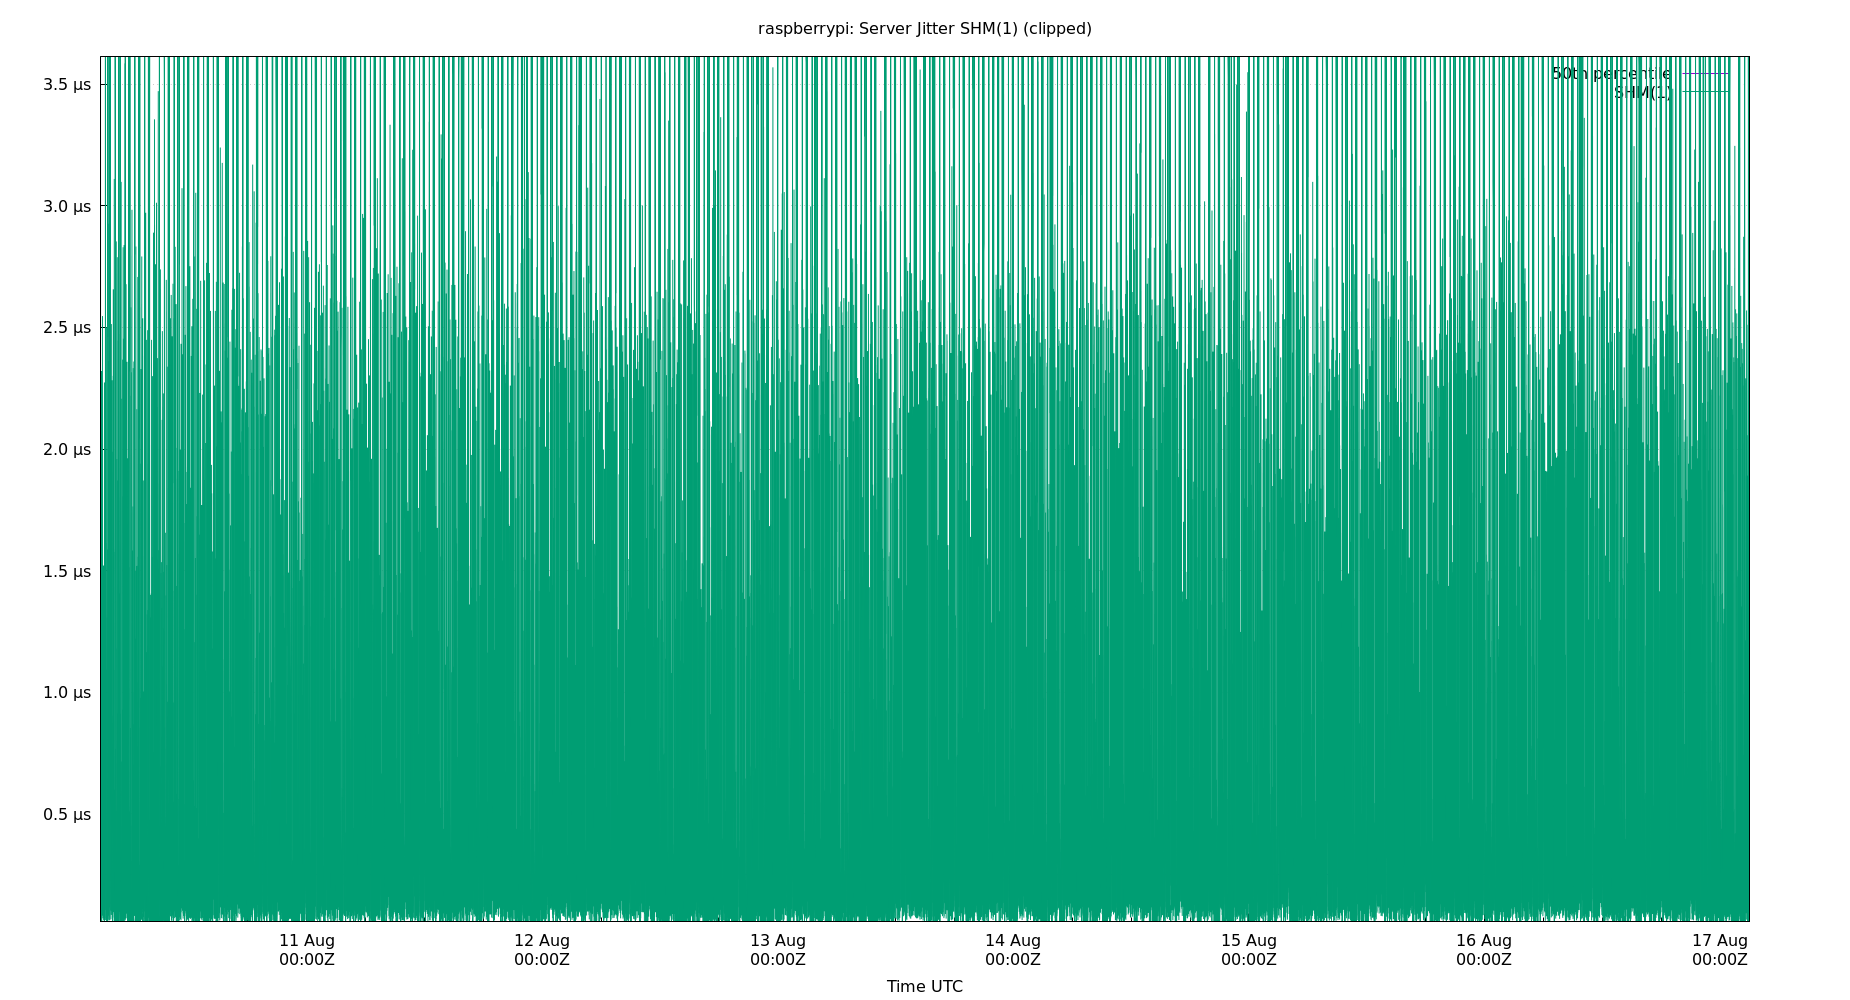 raspberrypi: Server Jitter SHM(1) (clipped)
50th percentile
SHM(1)
3.5 µs
3.0 µs
2.5 µs
2.0 µs
1.5 µs
1.0 µs
0.5 µs
11 Aug 12 Aug 13 Aug 14 Aug 15 Aug 16 Aug 17 Aug
00:00Z 00:00Z 00:00Z 00:00Z 00:00Z 00:00Z 00:00Z
Time UTC